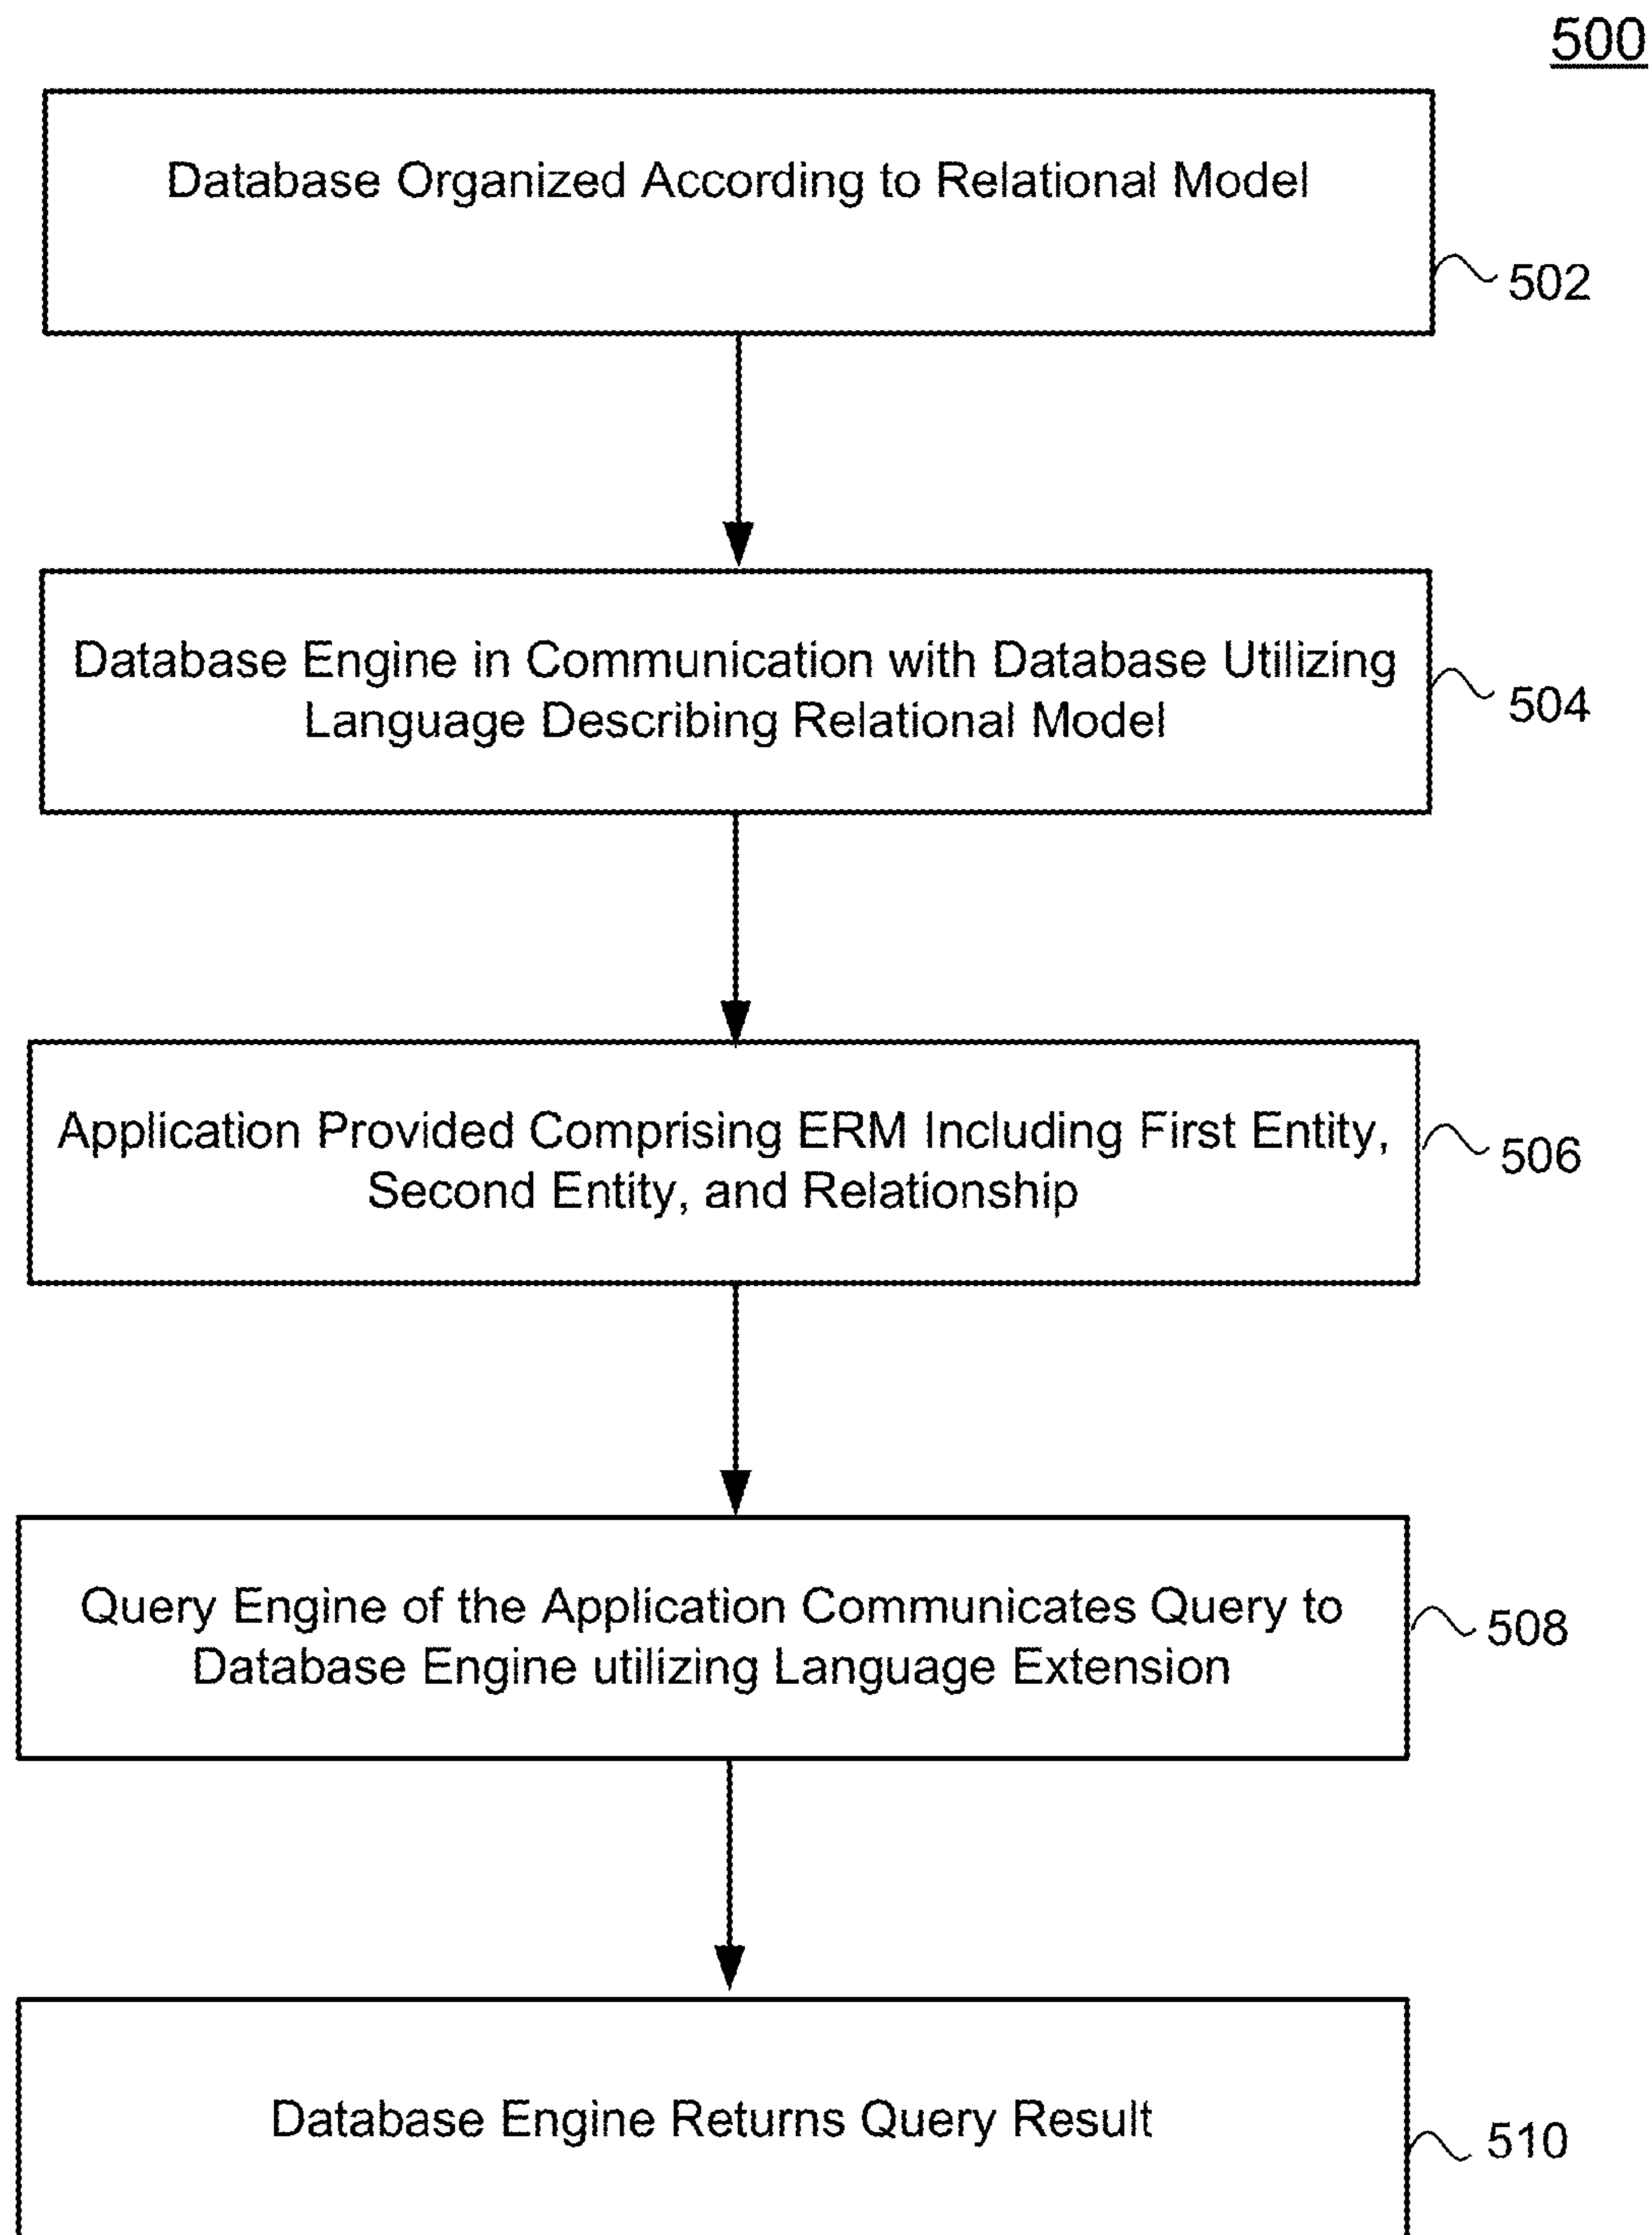 500
Database Organized According to Relational Model
502
Database Engine in Communication with Database Utilizing
Language Describing Relational Model
504
Application Provided Comprising ERM Including First Entity,
Second Entity, and Relationship
506
Query Engine of the Application Communicates Query to
Database Engine utilizing Language Extension
508
Database Engine Returns Query Result
510